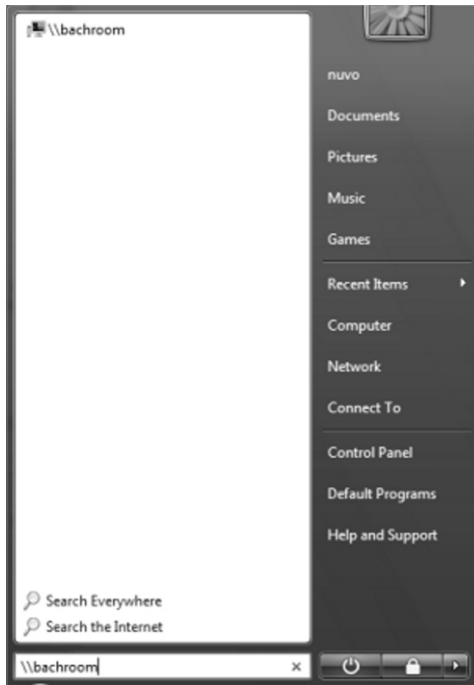 \\bachroom
Search Everywhere
Search the Internet
\\bachroom
nuvo
Documents
Pictures
Music
Games
Recent Items
Computer
Network
Connect To
Control Panel
Default Programs
Help and Support